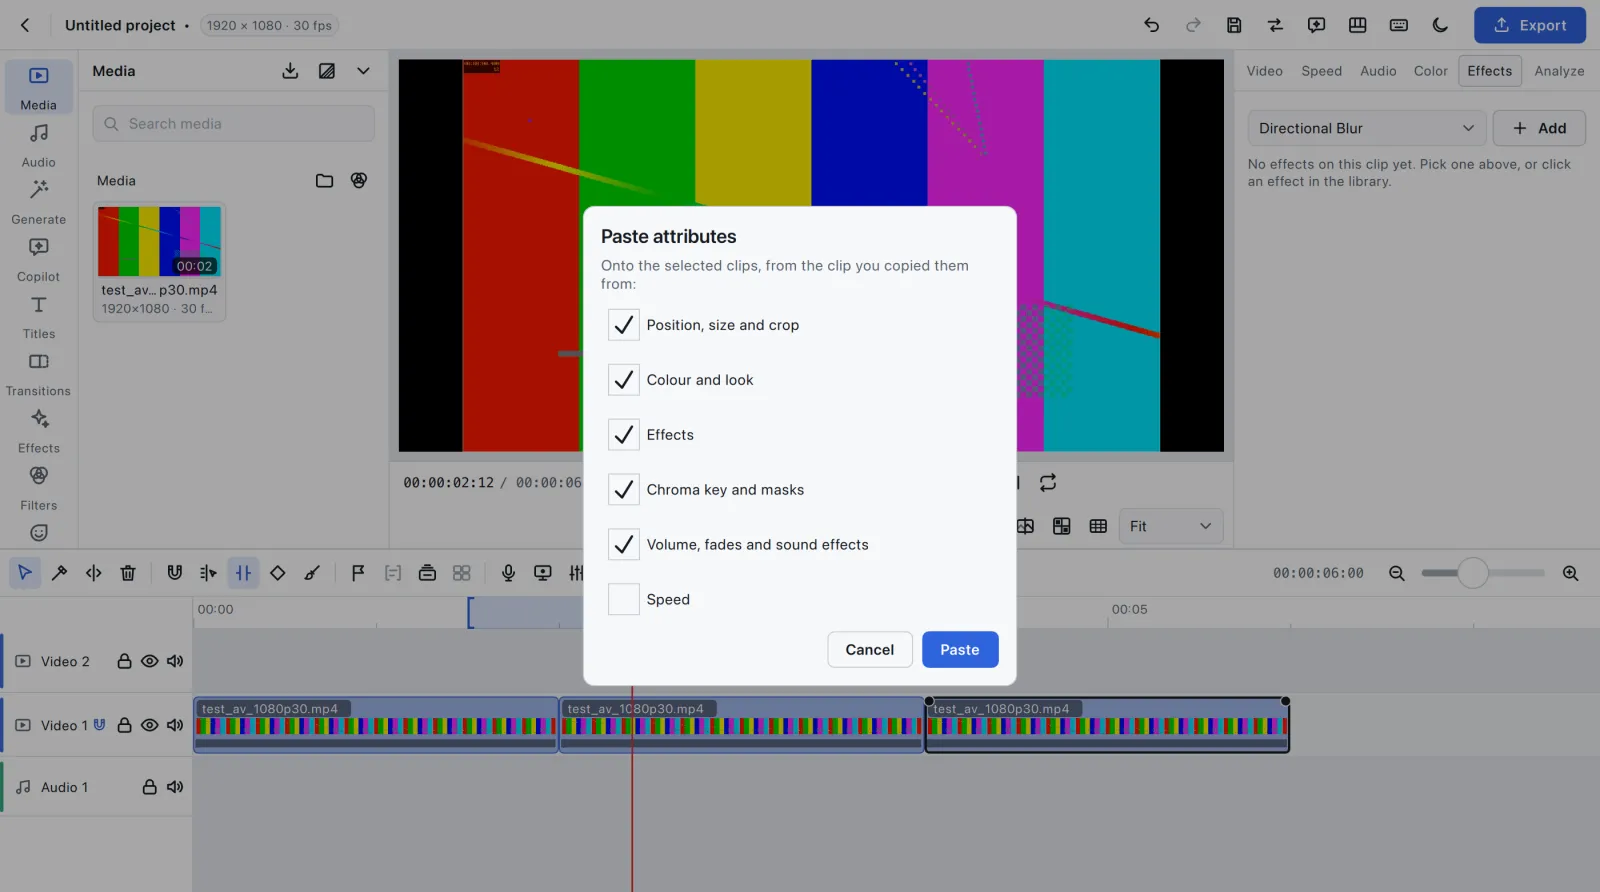 Untitled project •
1920 × 1080 · 30 fps
Export
Media
Audio
Generate
Copilot
Titles
Transitions
Effects
Filters
Media
Search media
Media
00:02
test_av...p30.mp4
1920×1080 · 30 f...
Video
Speed
Audio
Color
Effects
Analyze
Directional Blur
Add
No effects on this clip yet. Pick one above, or click
an effect in the library.
Paste attributes
Onto the selected clips, from the clip you copied them
from:
Position, size and crop
Colour and look
Effects
Chroma key and masks
Volume, fades and sound effects
Speed
Cancel
Paste
00:00:02:12 / 00:00:06
Fit
00:00:06:00
00:00
00:05
Video 2
Video 1
test_av_1080p30.mp4
test_av_1080p30.mp4
test_av_1080p30.mp4
Audio 1